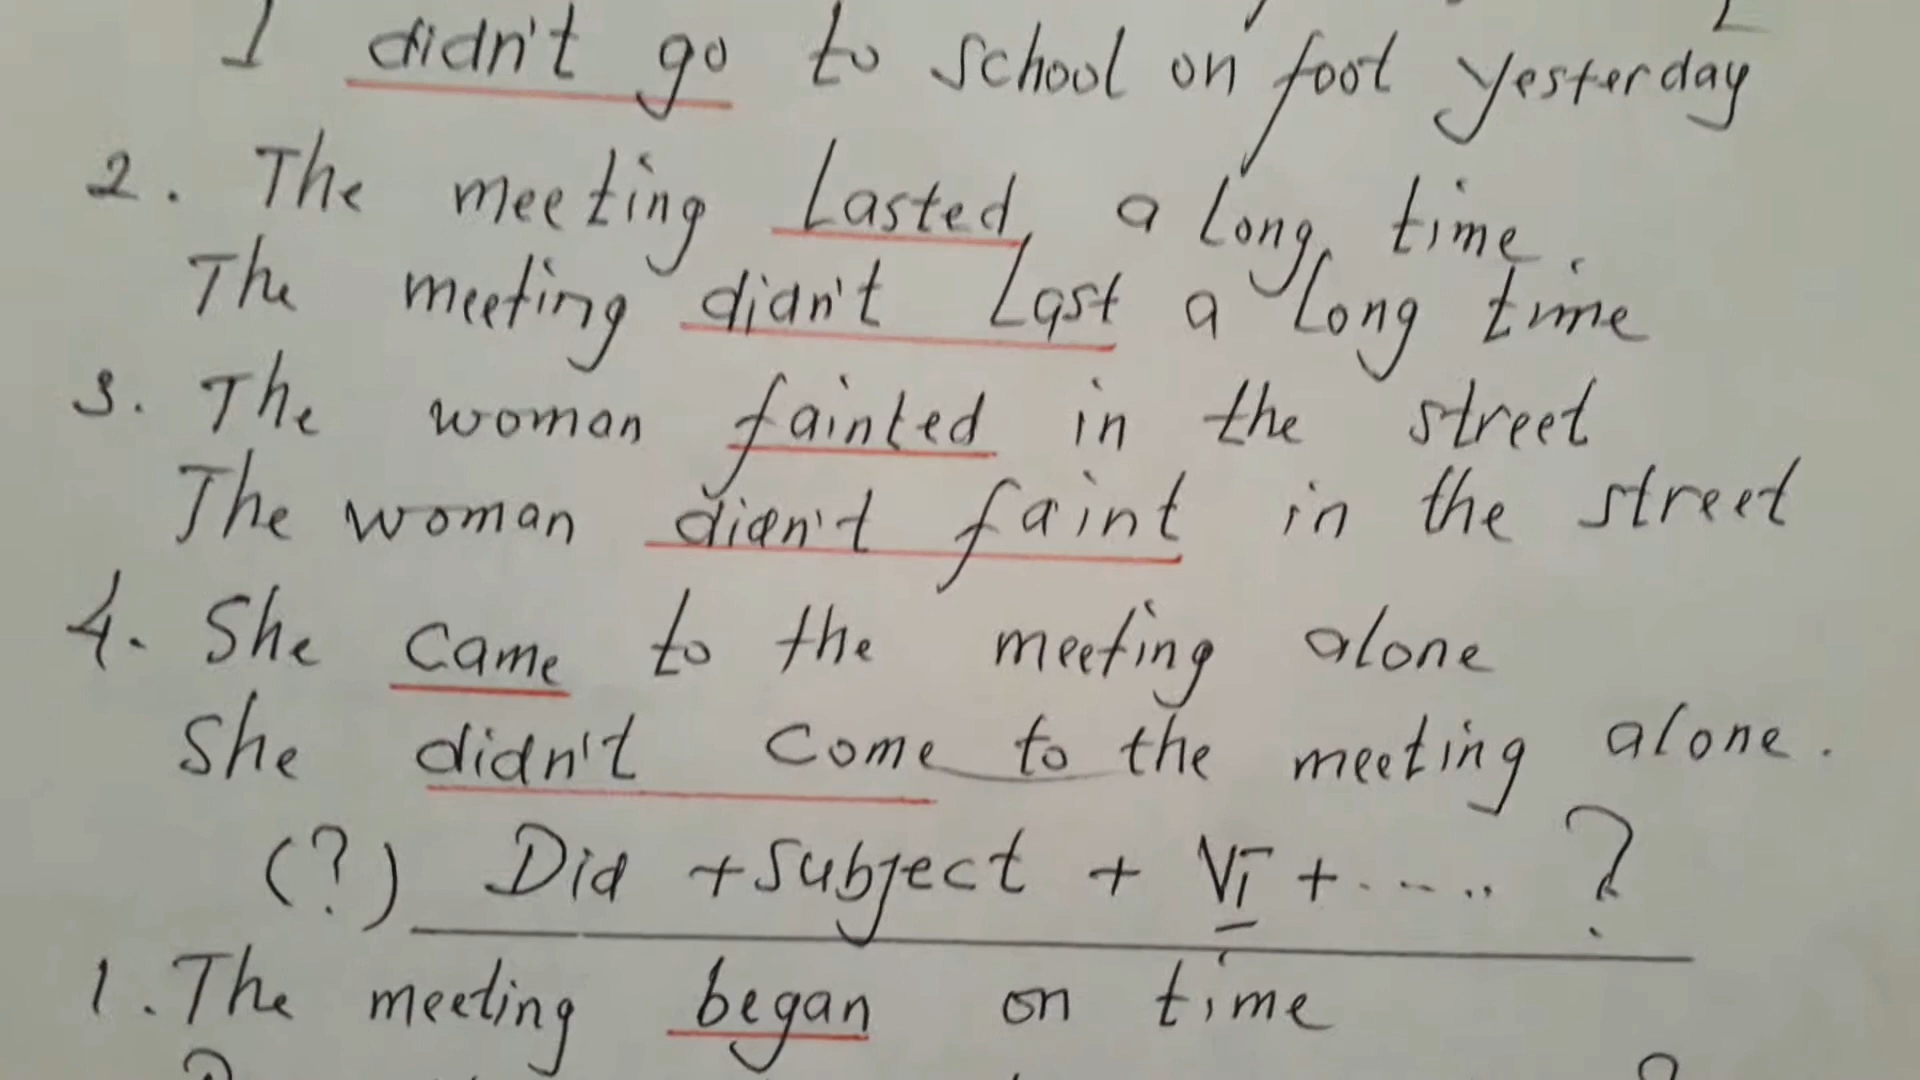 I didn't go to school on foot yesterday
2. The meeting Lasted a long time.
The meeting didn't Last a long time
3. The woman fainted in the street
The woman didn't faint in the street
4. She came to the meeting alone
She didn't come to the meeting alone.
(?) Did + Subject + V1 + ..... ?
1. The meeting began on time